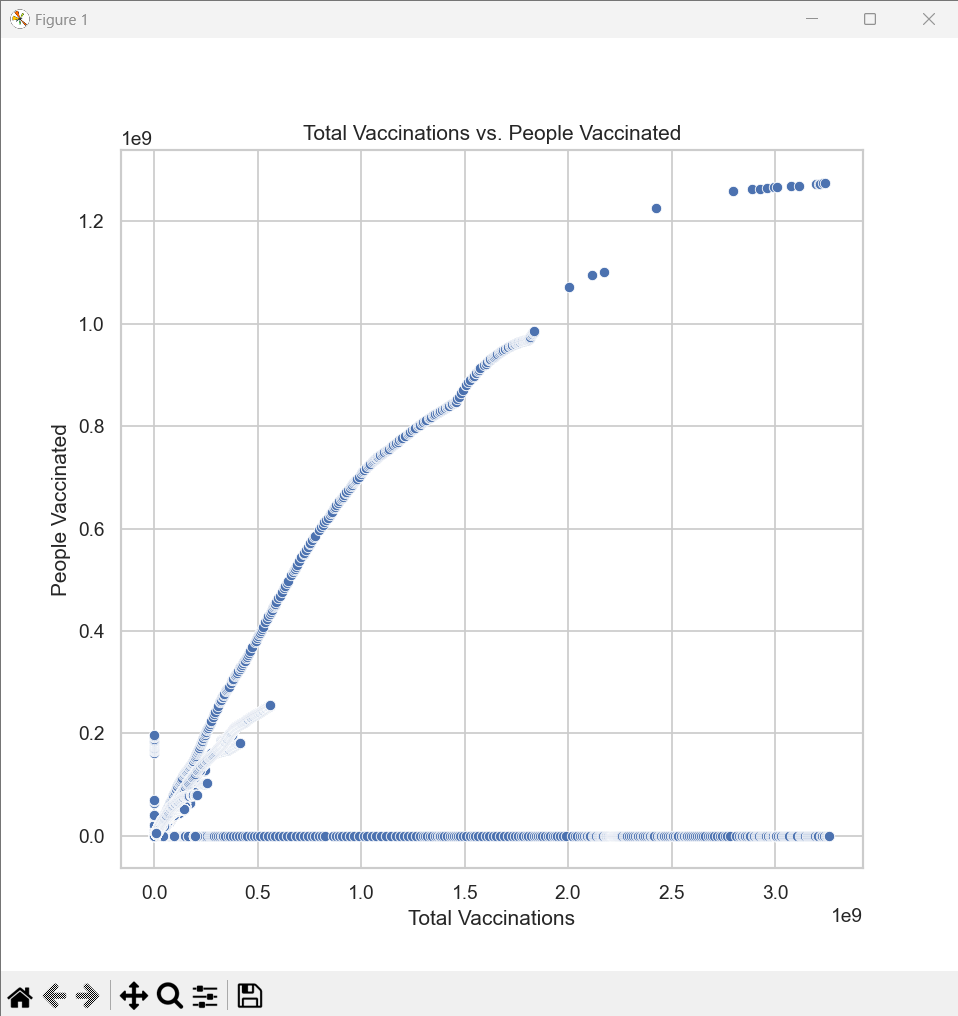 Figure 1
Total Vaccinations vs. People Vaccinated
1e9
1.2
1.0
0.8
0.6
0.4
0.2
0.0
People Vaccinated
0.0 0.5 1.0 1.5 2.0 2.5 3.0
Total Vaccinations
1e9